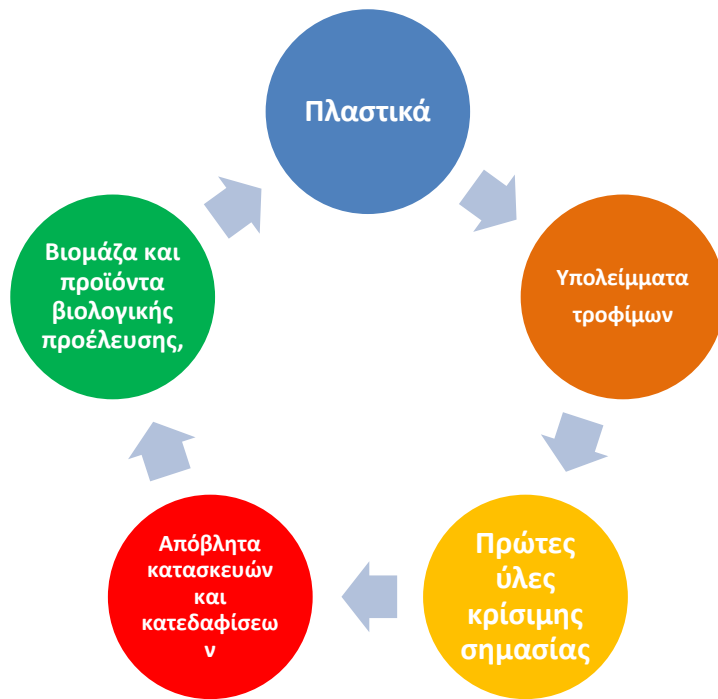 Πλαστικά
Υπολείμματα
τροφίμων
Πρώτες
ύλες
κρίσιμης
σημασίας
Απόβλητα
κατασκευών
και
κατεδαφίσεω
ν
Βιομάζα και
προϊόντα
βιολογικής
προέλευσης,